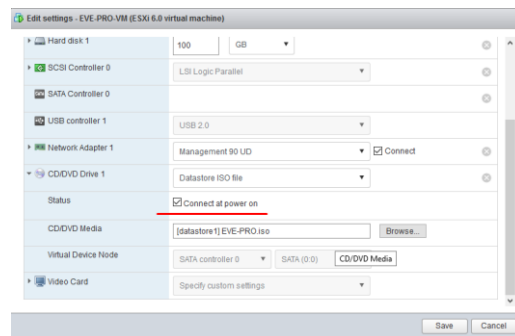 Edit settings - EVE-PRO-VM (ESXi 6.0 virtual machine)
Hard disk 1 100 GB
SCSI Controller 0 LSI Logic Parallel
SATA Controller 0
USB controller 1 USB 2.0
Network Adapter 1 Management 90 UD Connect
CD/DVD Drive 1 Datastore ISO file
Status Connect at power on
CD/DVD Media [datastore1] EVE-PRO.iso Browse...
Virtual Device Node SATA controller 0 SATA (0:0) CD/DVD Media
Video Card Specify custom settings
Save Cancel